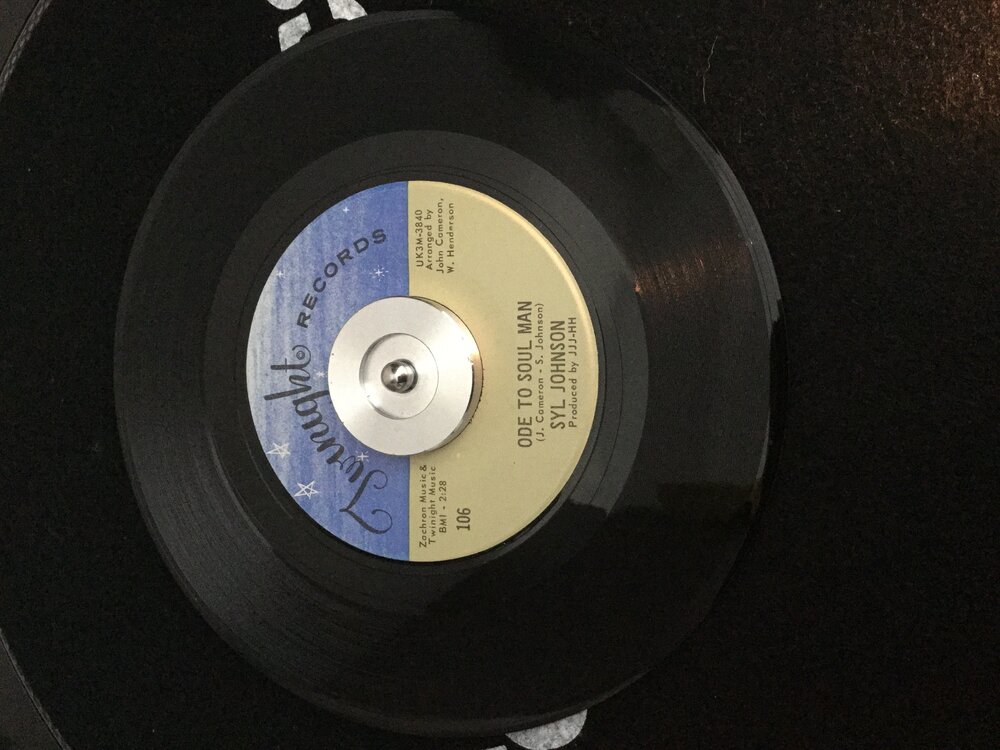 Twinight RECORDS
Zachron Music &
Twinight Music
BMI - 2:28
106
UK3M-3840
Arranged by
John Cameron,
W. Henderson
ODE TO SOUL MAN
(J. Cameron - S. Johnson)
SYL JOHNSON
Produced by JJJ-HH